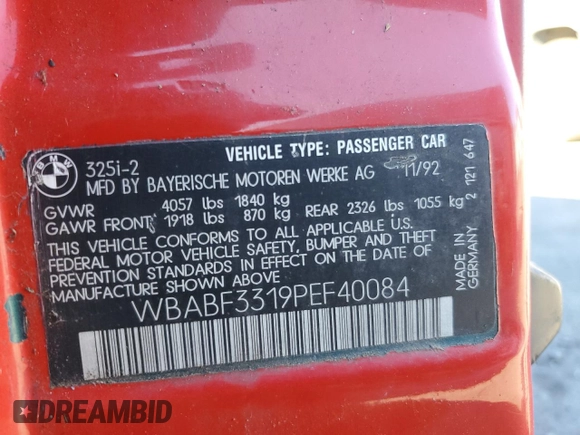 BMW
VEHICLE TYPE: PASSENGER CAR
325i-2
MFD BY BAYERISCHE MOTOREN WERKE AG 11/92
GVWR 4057 lbs 1840 kg
GAWR FRONT: 1918 lbs 870 kg REAR 2326 lbs 1055 kg
THIS VEHICLE CONFORMS TO ALL APPLICABLE U.S.
FEDERAL MOTOR VEHICLE SAFETY, BUMPER AND THEFT
PREVENTION STANDARDS IN EFFECT ON THE DATE OF
MANUFACTURE SHOWN ABOVE
WBABF3319PEF40084
2 121 647
MADE IN
GERMANY
DREAMBID